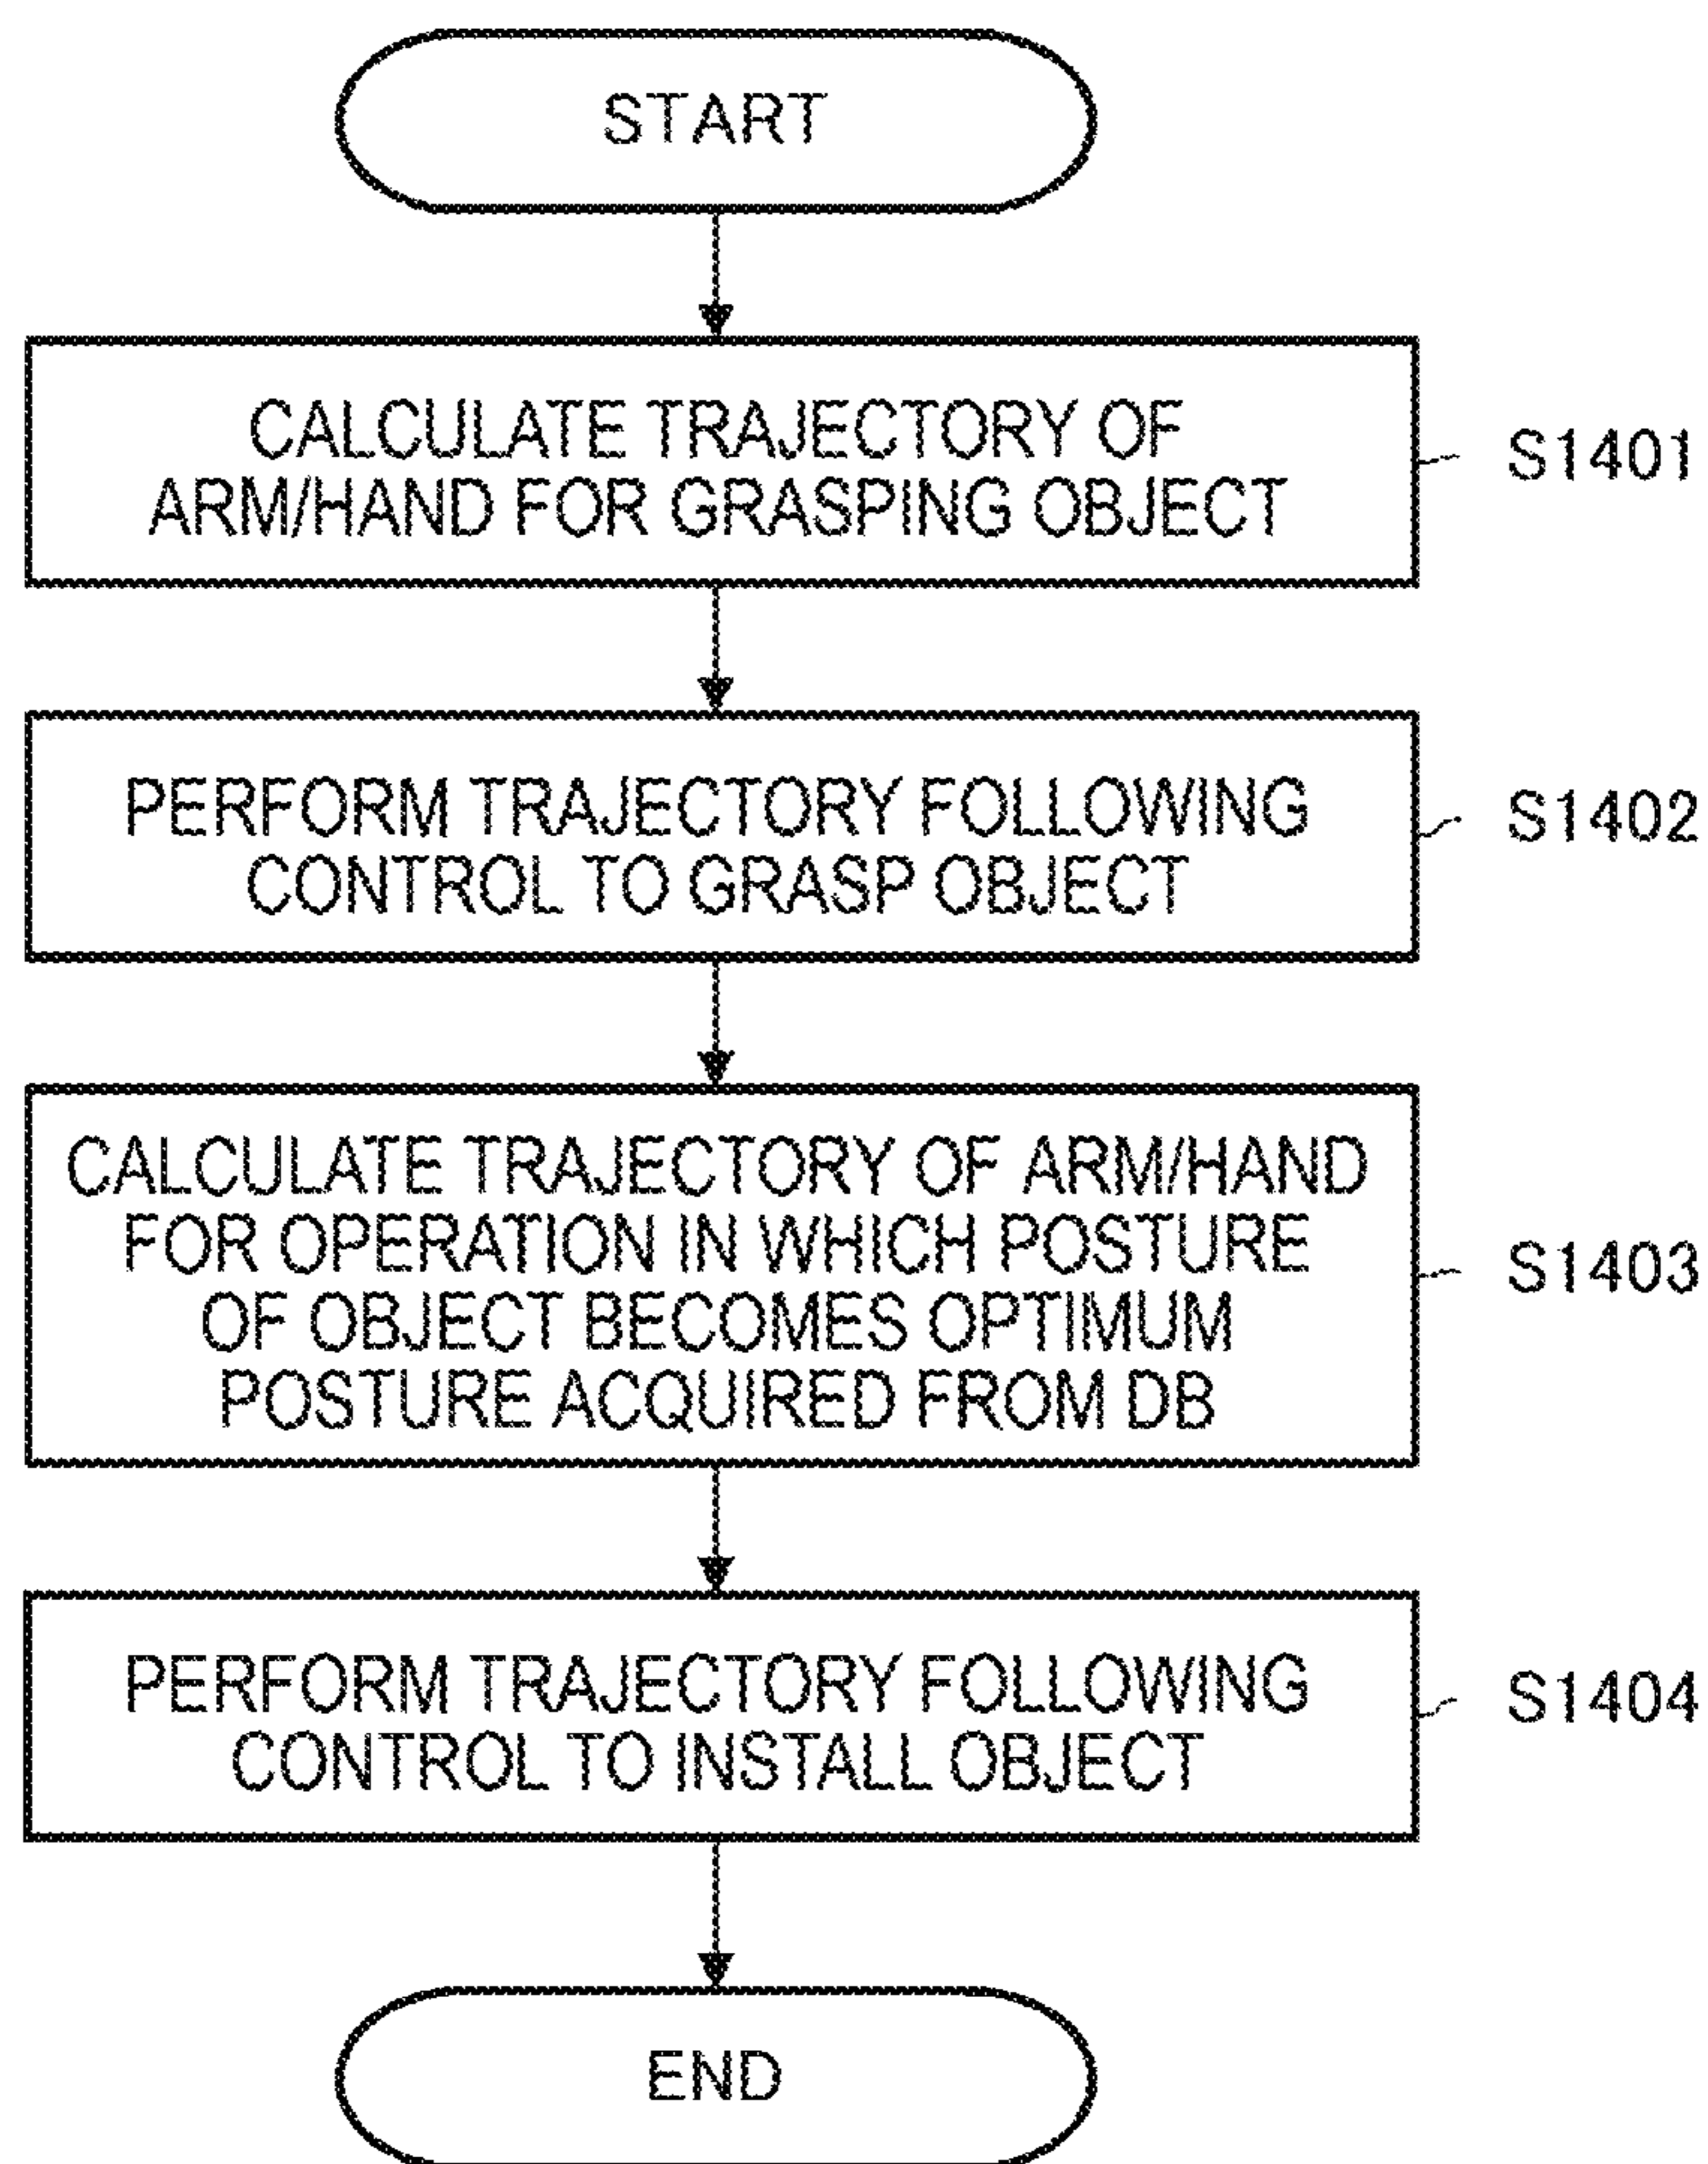 START
CALCULATE TRAJECTORY OF
ARM/HAND FOR GRASPING OBJECT
S1401
PERFORM TRAJECTORY FOLLOWING
CONTROL TO GRASP OBJECT
S1402
CALCULATE TRAJECTORY OF ARM/HAND
FOR OPERATION IN WHICH POSTURE
OF OBJECT BECOMES OPTIMUM
POSTURE ACQUIRED FROM DB
S1403
PERFORM TRAJECTORY FOLLOWING
CONTROL TO INSTALL OBJECT
S1404
END